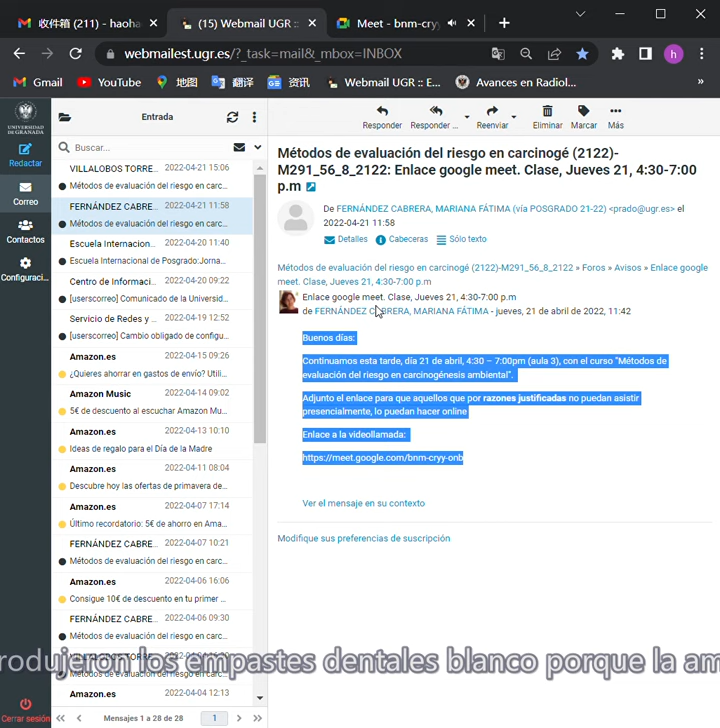 收件箱 (211) - haoha
(15) Webmail UGR ::
Meet - bnm-cry
webmailest.ugr.es/?_task=mail&_mbox=INBOX
Gmail
YouTube
地图
翻译
资讯
Webmail UGR :: E...
Avances en Radiol...
»
UNIVERSIDAD
DE GRANADA
Redactar
Correo
Contactos
Configuraci...
Cerrar sesión
Entrada
Buscar...
VILLALOBOS TORRE... 2022-04-21 15:06
Métodos de evaluación del riesgo en carc...
FERNÁNDEZ CABRE... 2022-04-21 11:58
Métodos de evaluación del riesgo en carc...
Escuela Internacion... 2022-04-20 11:40
Escuela Internacional de Posgrado:Jorna...
Centro de Informaci... 2022-04-20 09:22
[userscorreo] Comunicado de la Universid...
Servicio de Redes y ... 2022-04-19 12:52
[userscorreo] Cambio obligado de configu...
Amazon.es 2022-04-15 09:26
¿Quieres ahorrar en gastos de envío? Utili...
Amazon Music 2022-04-14 09:02
5€ de descuento al escuchar Amazon Mu...
Amazon.es 2022-04-13 10:10
Ideas de regalo para el Día de la Madre
Amazon.es 2022-04-11 08:04
Descubre hoy las ofertas de primavera de...
Amazon.es 2022-04-07 17:14
Último recordatorio: 5€ de ahorro en Ama...
FERNÁNDEZ CABRE... 2022-04-07 10:21
Métodos de evaluación del riesgo en carc...
Amazon.es 2022-04-06 16:06
Consigue 10€ de descuento en tu primer ...
FERNÁNDEZ CABRE... 2022-04-06 09:30
Métodos de evaluación del riesgo en carc...
VILLALOBOS TORRE...
Métodos de evaluación del riesgo en carc...
Amazon.es 2022-04-04 12:13
Mensajes 1 a 28 de 28
1
Responder
Responder ...
Reenviar
Eliminar
Marcar
Más
Métodos de evaluación del riesgo en carcinogé (2122)-
M291_56_8_2122: Enlace google meet. Clase, Jueves 21, 4:30-7:00
p.m
De FERNÁNDEZ CABRERA, MARIANA FÁTIMA (vía POSGRADO 21-22) <prado@ugr.es> el
2022-04-21 11:58
Detalles
Cabeceras
Sólo texto
Métodos de evaluación del riesgo en carcinogé (2122)-M291_56_8_2122 » Foros » Avisos » Enlace google
meet. Clase, Jueves 21, 4:30-7:00 p.m
Enlace google meet. Clase, Jueves 21, 4:30-7:00 p.m
de FERNÁNDEZ CABRERA, MARIANA FÁTIMA - jueves, 21 de abril de 2022, 11:42
Buenos días:
Continuamos esta tarde, día 21 de abril, 4:30 – 7:00pm (aula 3), con el curso "Métodos de
evaluación del riesgo en carcinogénesis ambiental".
Adjunto el enlace para que aquellos que por razones justificadas no puedan asistir
presencialmente, lo puedan hacer online
Enlace a la videollamada:
https://meet.google.com/bnm-cryy-onb
Ver el mensaje en su contexto
Modifique sus preferencias de suscripción
rodujeron los empastes dentales blanco porque la am